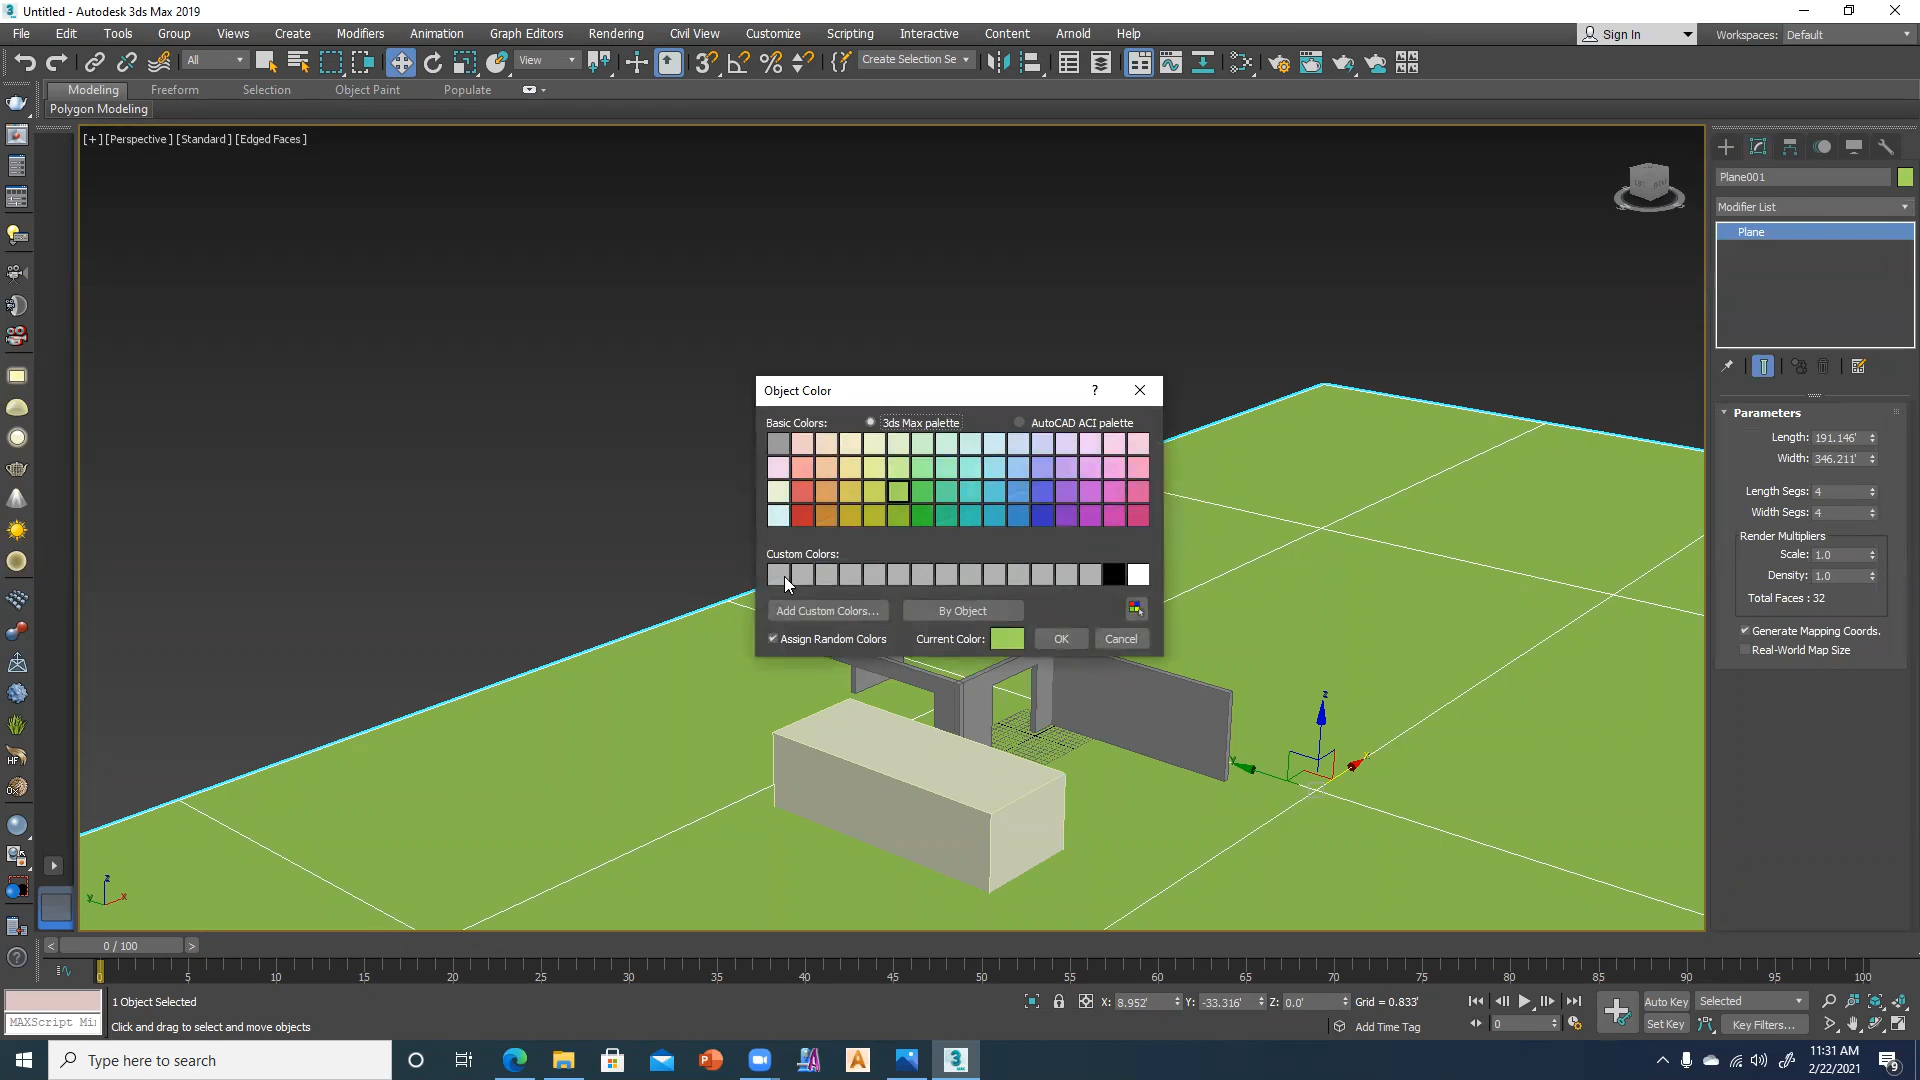 Untitled - Autodesk 3ds Max 2019
File Edit Tools Group Views Create Modifiers Animation Graph Editors Rendering Civil View Customize Scripting Interactive Content Arnold Help
Sign In Workspaces: Default
All View Create Selection Se
Modeling Freeform Selection Object Paint Populate
Polygon Modeling
[+] [Perspective ] [Standard ] [Edged Faces ]
Plane001
Modifier List
Plane
Object Color ?
Basic Colors: 3ds Max palette AutoCAD ACI palette
Custom Colors:
Add Custom Colors... By Object
Assign Random Colors Current Color: OK Cancel
Parameters
Length: 191.146'
Width: 346.211'
Length Segs: 4
Width Segs: 4
Render Multipliers
Scale: 1.0
Density: 1.0
Total Faces : 32
Generate Mapping Coords.
Real-World Map Size
z
y
x
z
y
x
HF
< 0 / 100 >
0 5 10 15 20 25 30 35 40 45 50 55 60 65 70 75 80 85 90 95 100
1 Object Selected
X: 8.952' Y: -33.316' Z: 0.0' Grid = 0.833'
Auto Key Selected
MAXScript Mi
Click and drag to select and move objects
Add Time Tag
0
Set Key Key Filters...
Type here to search
11:31 AM
2/22/2021
9